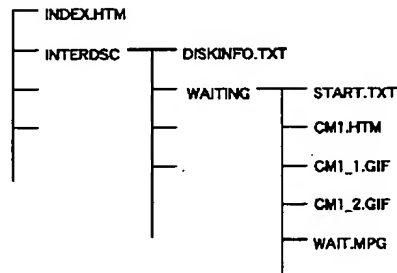 INDEX.HTM
INTERDSC DISKINFO.TXT
WAITING START.TXT
CM1.HTM
CM1_1.GIF
CM1_2.GIF
WAIT.MPG